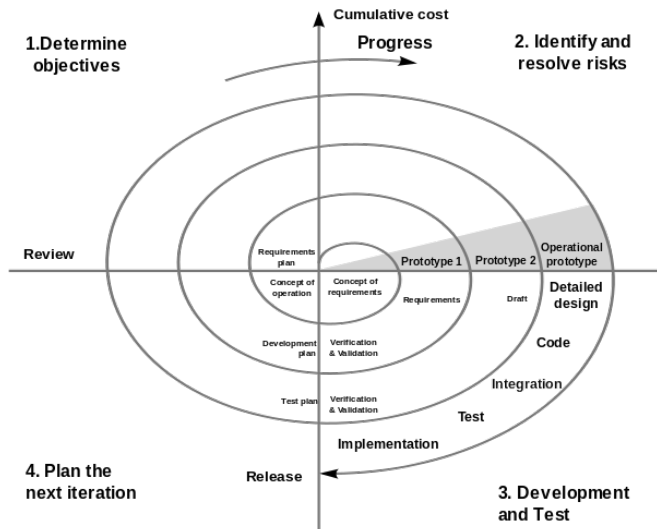 Cumulative cost
1.Determine
objectives
Progress
2. Identify and
resolve risks
Review
Requirements
plan
Prototype 1
Prototype 2
Operational
prototype
Concept of
operation
Concept of
requirements
Requirements
Draft
Detailed
design
Development
plan
Verification
& Validation
Code
Integration
Test plan
Verification
& Validation
Test
Implementation
4. Plan the
next iteration
Release
3. Development
and Test